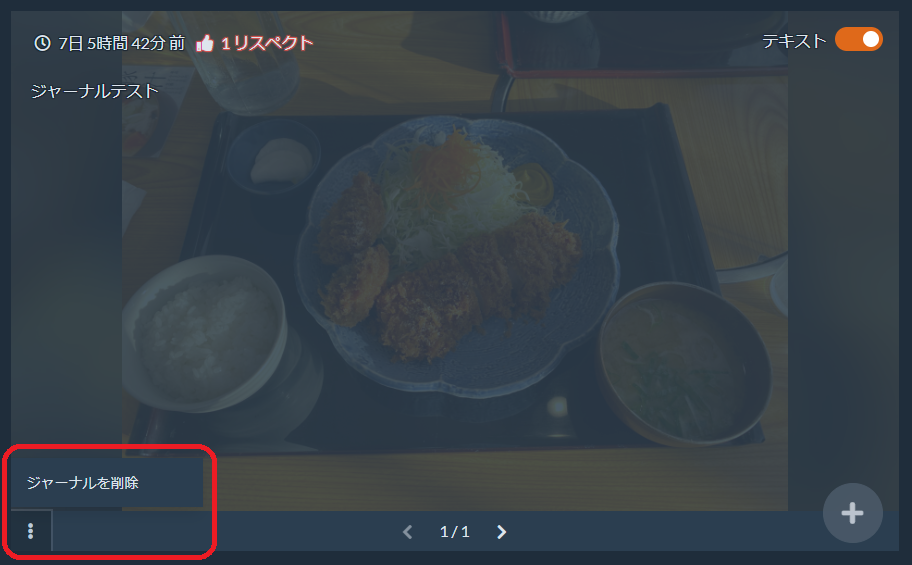 7日 5時間 42分 前 1 リスペクト
テキスト
ジャーナルテスト
ジャーナルを削除
1 / 1